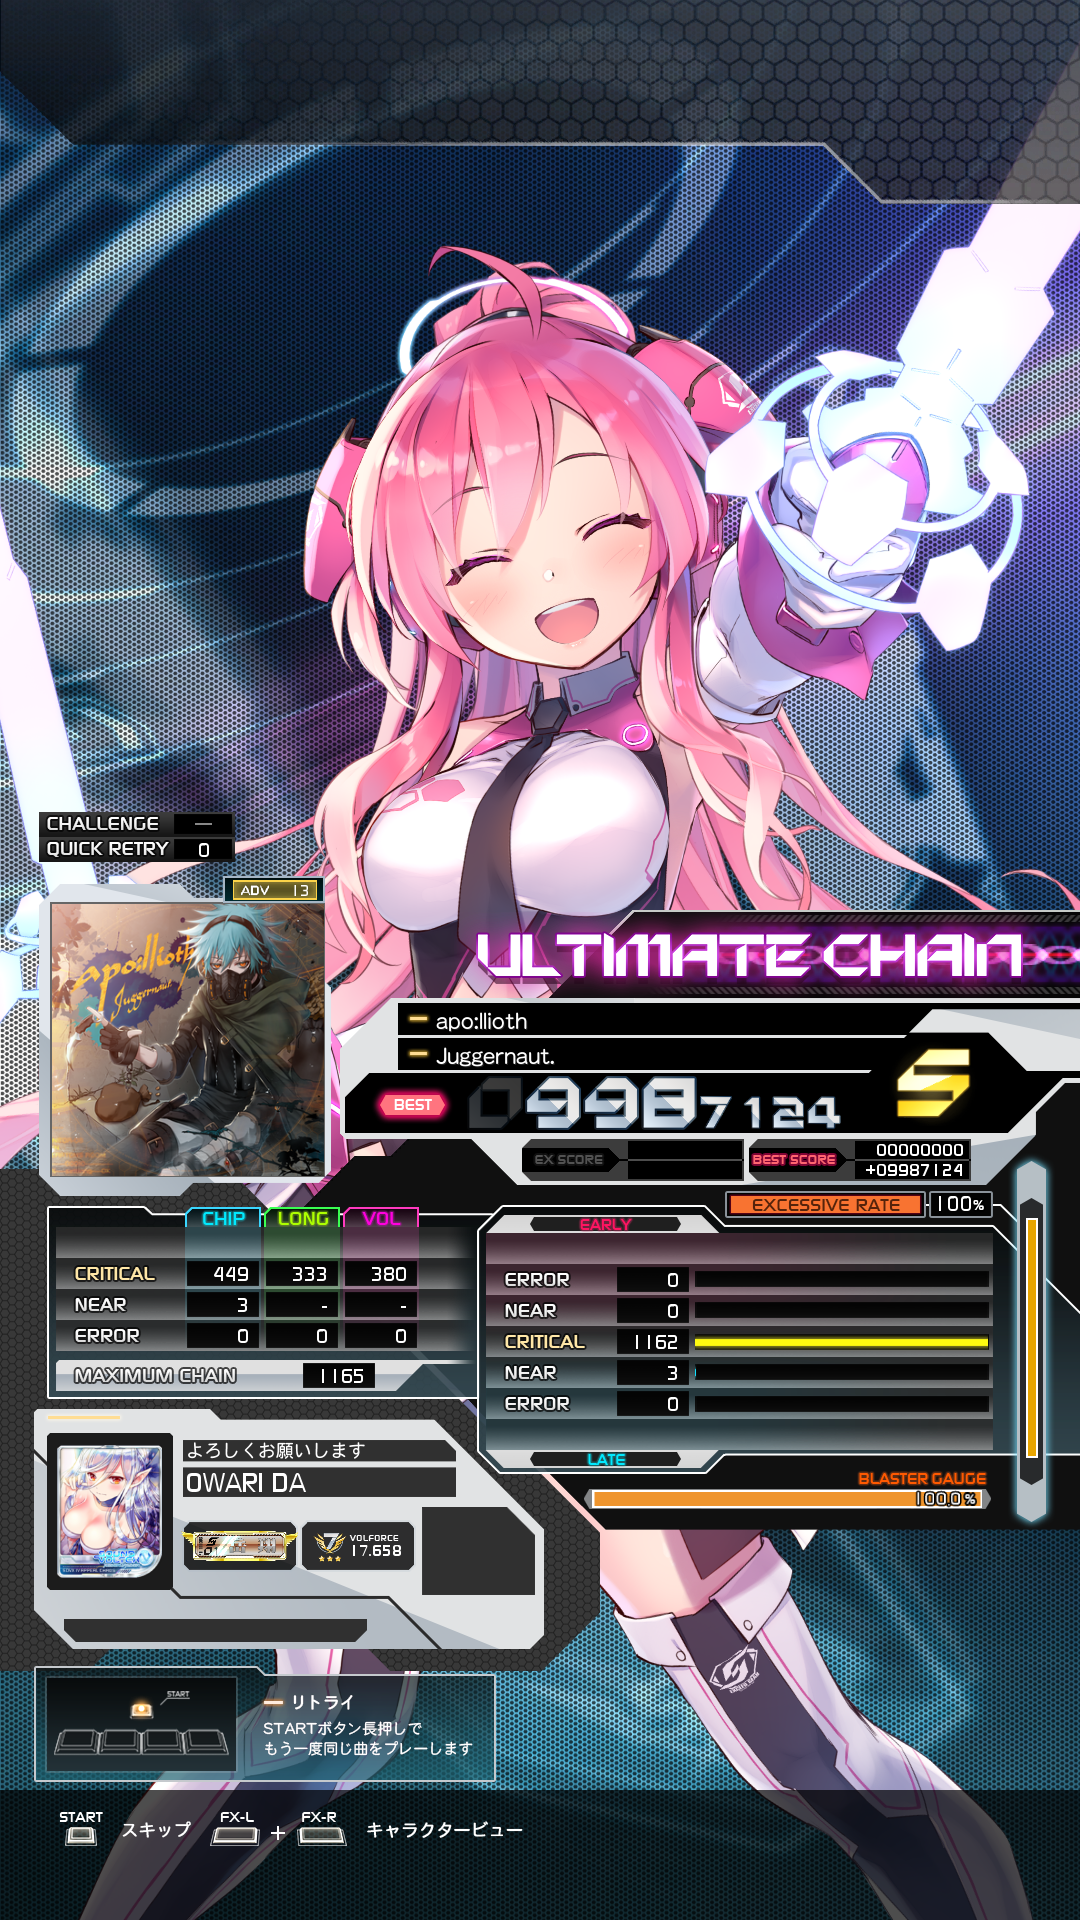 CHALLENGE —
QUICK RETRY 0
ADV 13
apo:llioth
Juggernaut.
ULTIMATE CHAIN
apo:llioth
Juggernaut.
BEST 09987124 S
EX SCORE
BEST SCORE 00000000
+09987124
EXCESSIVE RATE 100%
CHIP LONG VOL
CRITICAL 449 333 380
NEAR 3 - -
ERROR 0 0 0
MAXIMUM CHAIN 1165
EARLY
ERROR 0
NEAR 0
CRITICAL 1162
NEAR 3
ERROR 0
LATE
BLASTER GAUGE
100.0%
よろしくお願いします
OWARI DA
VOLFORCE
17.658
START
リトライ
STARTボタン長押しで
もう一度同じ曲をプレーします
START スキップ FX-L + FX-R キャラクタービュー